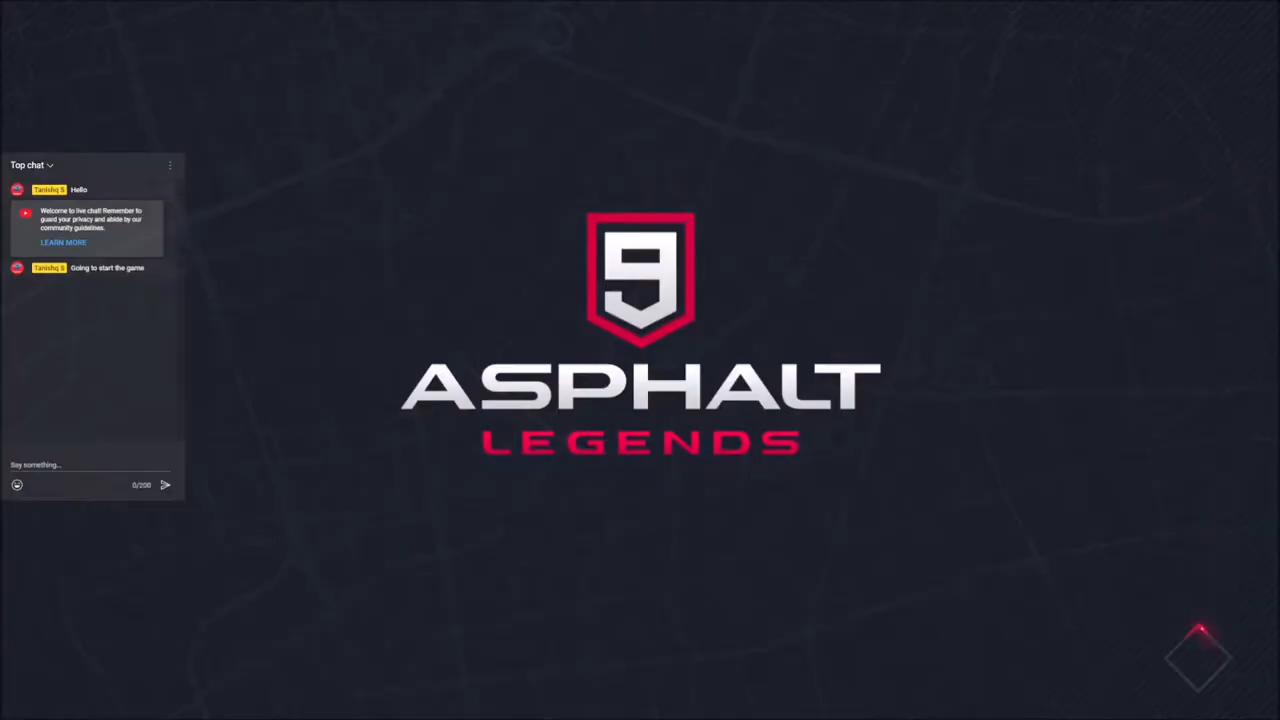 Top chat
Tanishq S Hello
Welcome to live chat! Remember to
guard your privacy and abide by our
community guidelines.
LEARN MORE
Tanishq S Going to start the game
Say something...
0/200
9
ASPHALT
LEGENDS